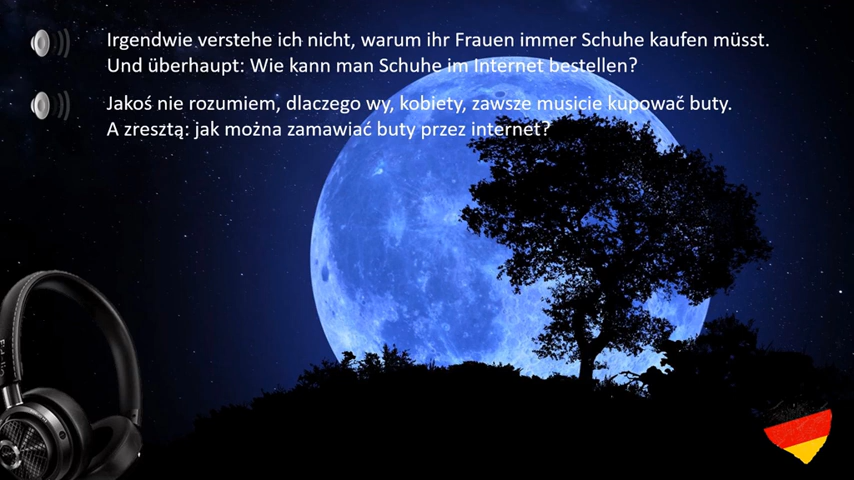 Irgendwie verstehe ich nicht, warum ihr Frauen immer Schuhe kaufen müsst.
Und überhaupt: Wie kann man Schuhe im Internet bestellen?
Jakoś nie rozumiem, dlaczego wy, kobiety, zawsze musicie kupować buty.
A zresztą: jak można zamawiać buty przez internet?